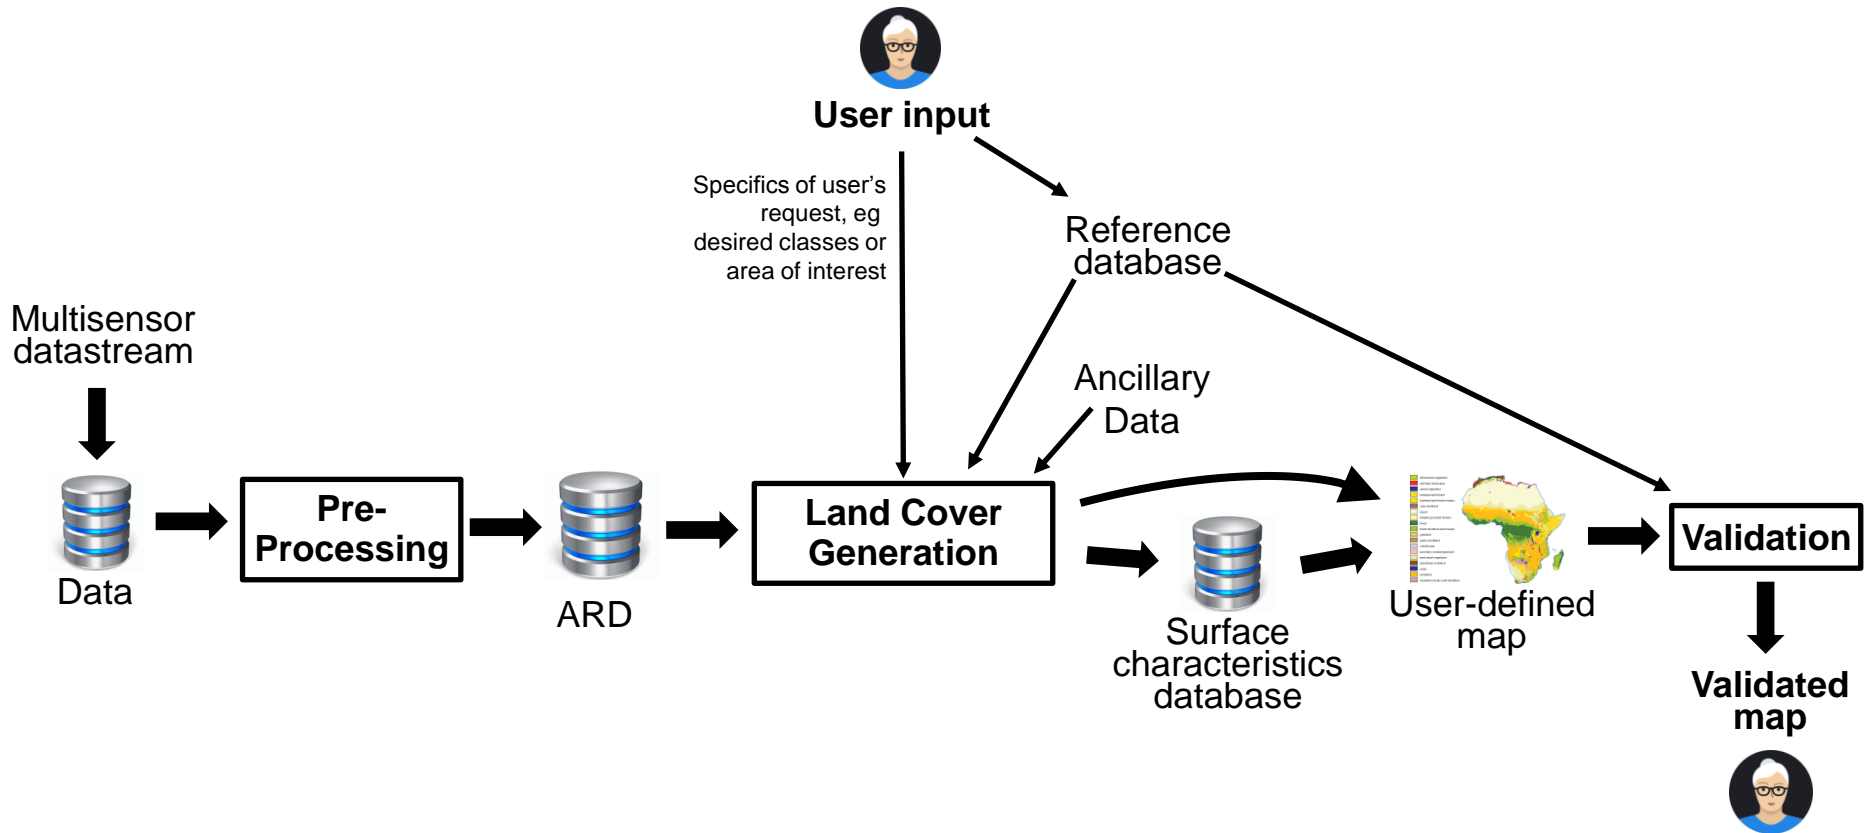 User input
Specifics of user's
request, eg
desired classes or
area of interest
Reference
database
Multisensor
datastream
Ancillary
Data
Pre-
Processing
Land Cover
Generation
Validation
Data
ARD
Surface
characteristics
database
User-defined
map
Validated
map